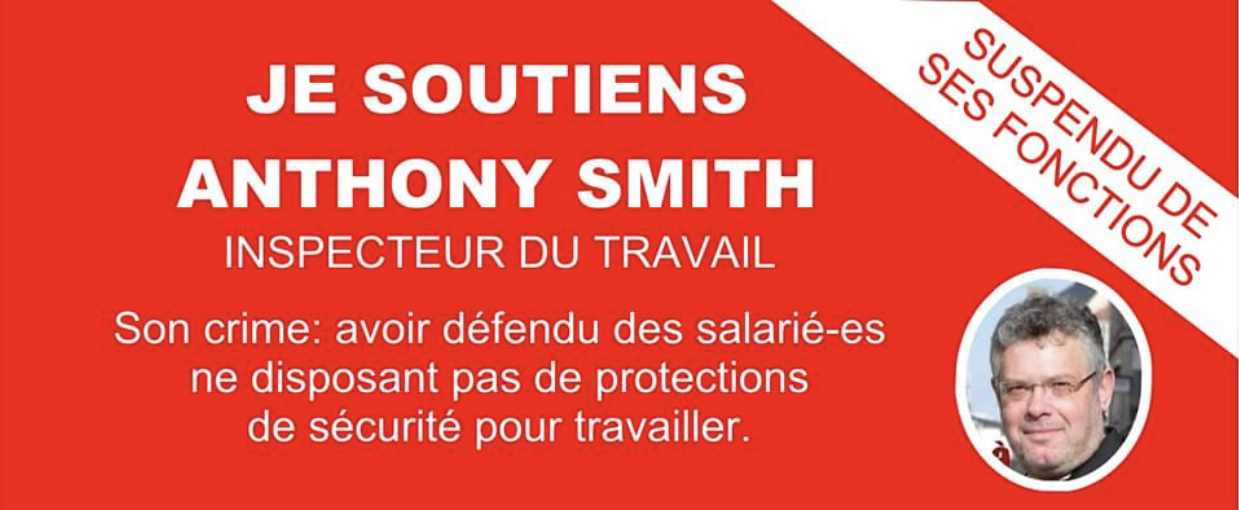 JE SOUTIENS
ANTHONY SMITH
INSPECTEUR DU TRAVAIL
Son crime: avoir défendu des salarié-es
ne disposant pas de protections
de sécurité pour travailler.
SUSPENDU DE
SES FONCTIONS